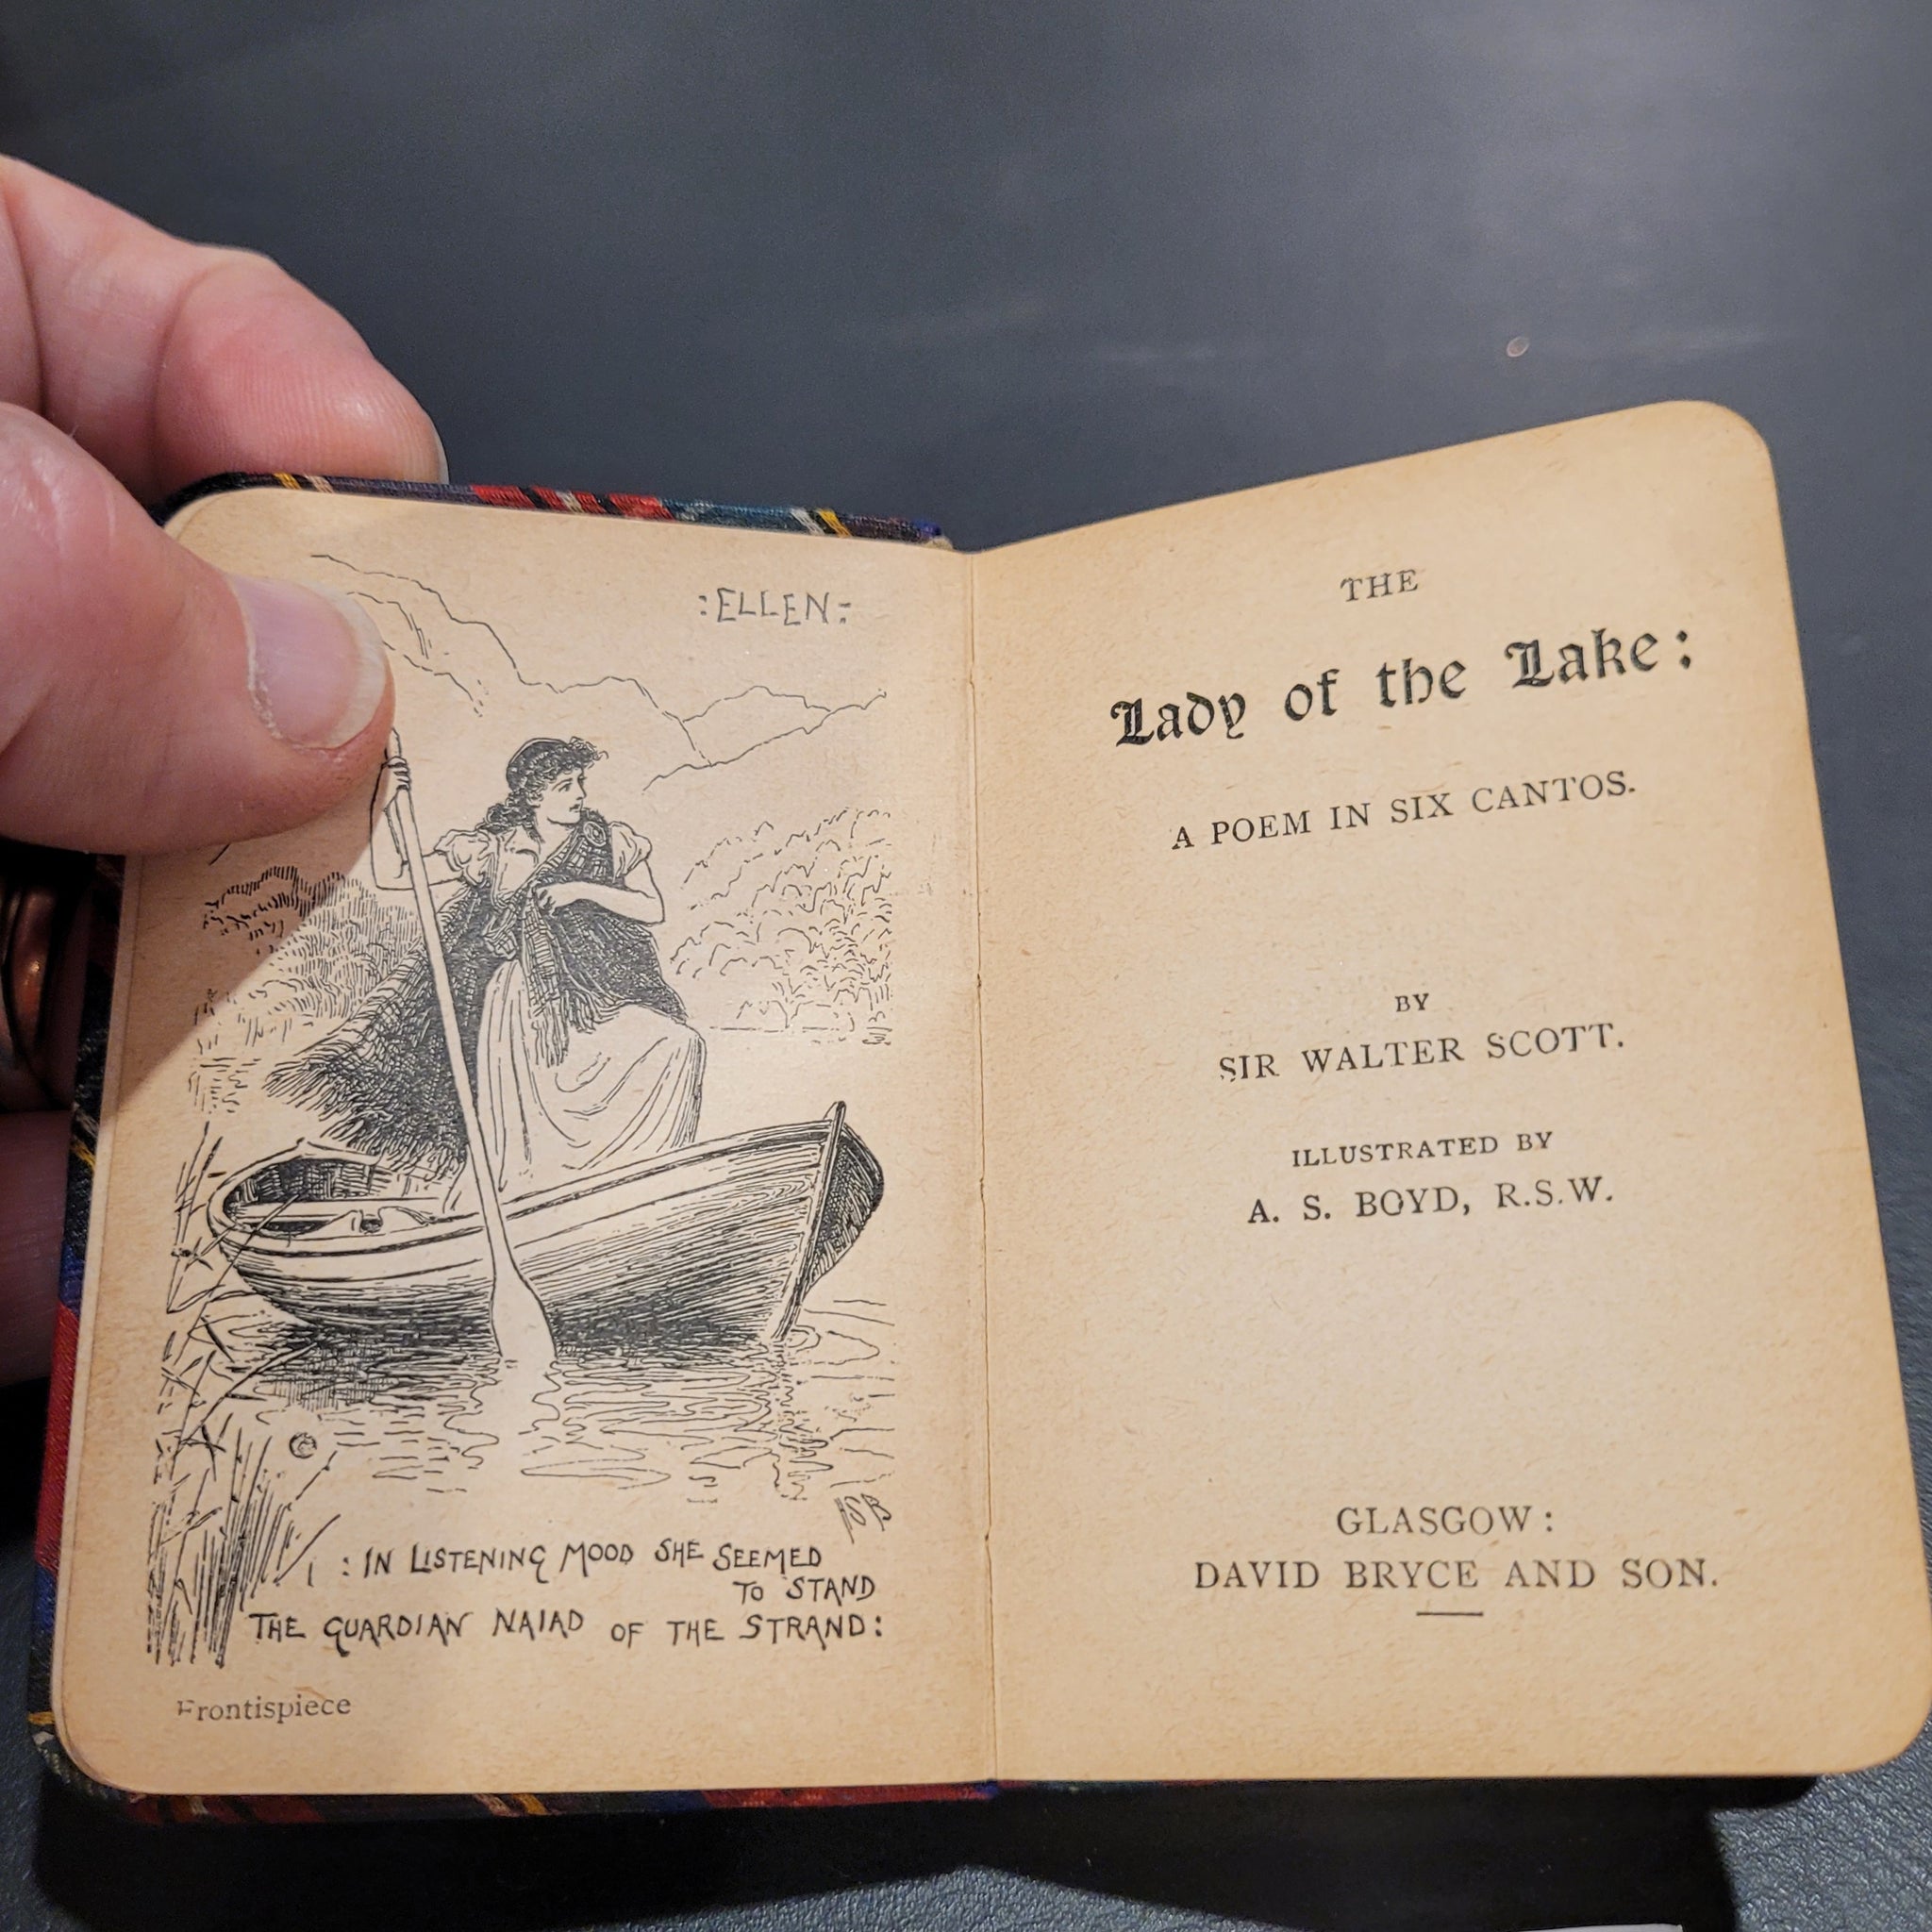 :ELLEN:
: IN LISTENING MOOD SHE SEEMED
TO STAND
THE GUARDIAN NAIAD OF THE STRAND:
Frontispiece
THE
Lady of the Lake:
A POEM IN SIX CANTOS.
BY
SIR WALTER SCOTT.
ILLUSTRATED BY
A. S. BOYD, R.S.W.
GLASGOW:
DAVID BRYCE AND SON.